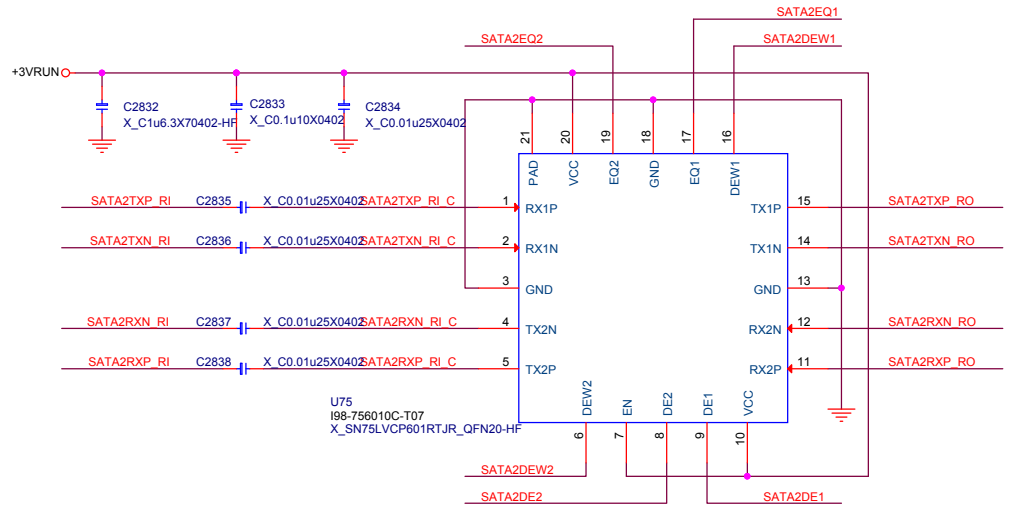 SATA2EQ1
SATA2EQ2
SATA2DEW1
+3VRUN
C2832
X_C1u6.3X70402-HF
C2833
X_C0.1u10X0402
C2834
X_C0.01u25X0402
21
20
19
18
17
16
PAD
VCC
EQ2
GND
EQ1
DEW1
SATA2TXP_RI
C2835
X_C0.01u25X0402
SATA2TXP_RI_C
1
RX1P
TX1P
15
SATA2TXP_RO
SATA2TXN_RI
C2836
X_C0.01u25X0402
SATA2TXN_RI_C
2
RX1N
TX1N
14
SATA2TXN_RO
3
GND
GND
13
SATA2RXN_RI
C2837
X_C0.01u25X0402
SATA2RXN_RI_C
4
TX2N
RX2N
12
SATA2RXN_RO
SATA2RXP_RI
C2838
X_C0.01u25X0402
SATA2RXP_RI_C
5
TX2P
RX2P
11
SATA2RXP_RO
U75
I98-756010C-T07
X_SN75LVCP601RTJR_QFN20-HF
DEW2
EN
DE2
DE1
VCC
6
7
8
9
10
SATA2DEW2
SATA2DE2
SATA2DE1